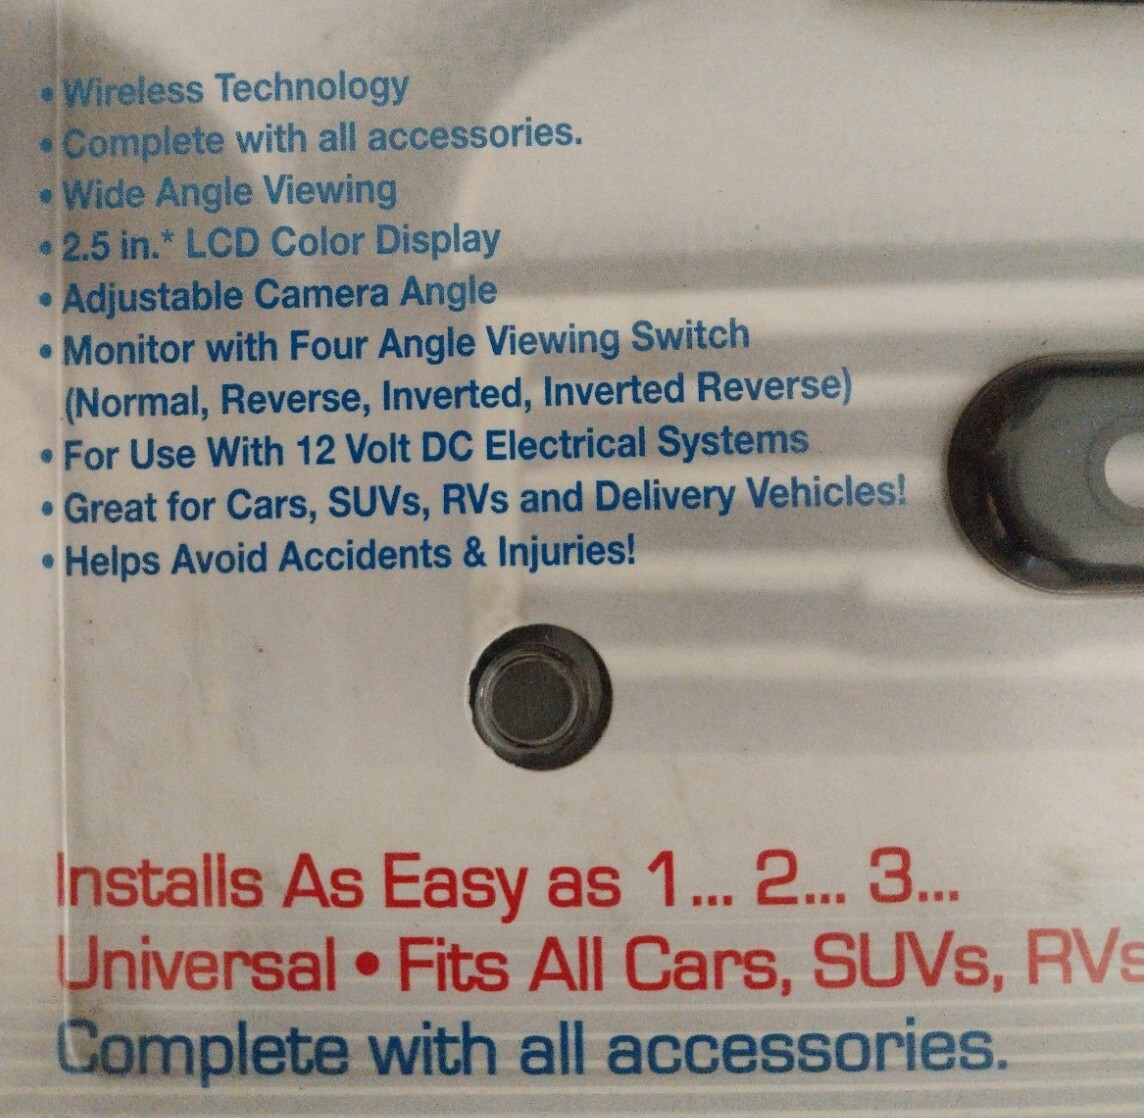 • Wireless Technology
• Complete with all accessories.
• Wide Angle Viewing
• 2.5 in.* LCD Color Display
• Adjustable Camera Angle
• Monitor with Four Angle Viewing Switch
(Normal, Reverse, Inverted, Inverted Reverse)
• For Use With 12 Volt DC Electrical Systems
• Great for Cars, SUVs, RVs and Delivery Vehicles!
• Helps Avoid Accidents & Injuries!
Installs As Easy as 1... 2... 3...
Universal • Fits All Cars, SUVs, RVs
Complete with all accessories.